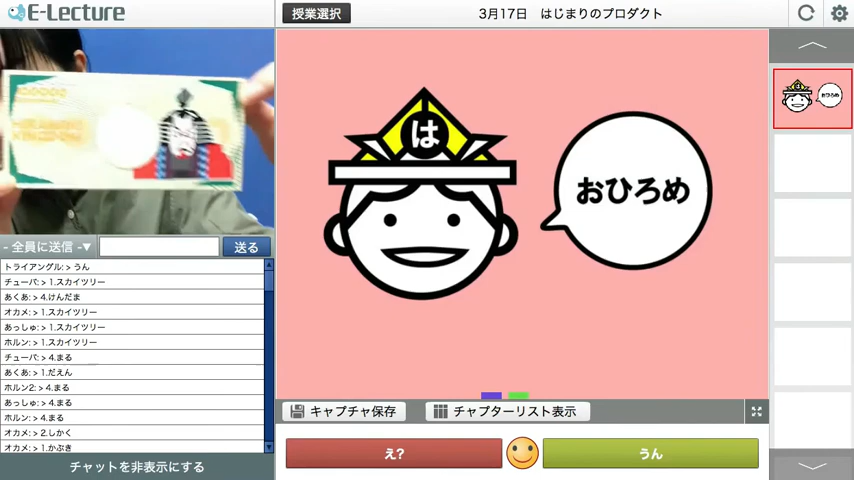 E-Lecture
授業選択
3月17日 はじまりのプロダクト
は
おひろめ
おひろめ
- 全員に送信 -▼
送る
トライアングル: > うん
チューバ: > 1.スカイツリー
あくあ: > 4.けんだま
オカメ: > 1.スカイツリー
あっしゅ: > 1.スカイツリー
ホルン: > 1.スカイツリー
チューバ: > 4.まる
あくあ: > 1.だえん
ホルン2: > 4.まる
あっしゅ: > 4.まる
ホルン: > 4.まる
オカメ: > 2.しかく
オカメ: > 1.かぶき
チャットを非表示にする
キャプチャ保存
チャプターリスト表示
え?
うん